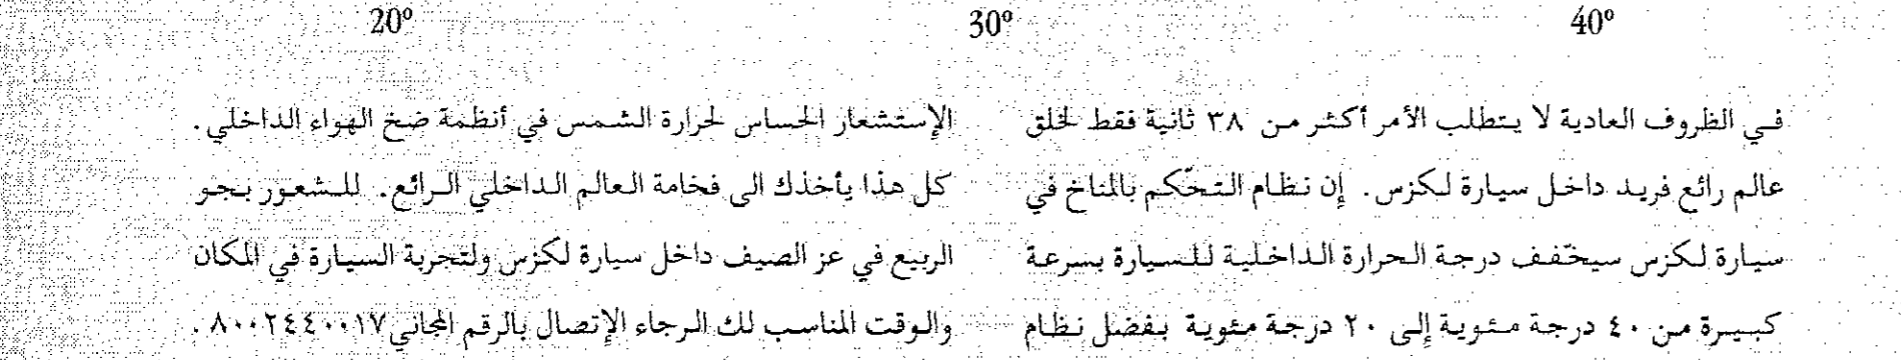 20° 30° 40°
في الظروف العادية لا يتطلب الأمر أكثر من ٣٨ ثانية فقط لخلق
عالم رائع فريد داخل سيارة لكزس. إن نظام التحّكم بالمناخ في
سيارة لكزس سيخّفف درجة الحرارة الداخلية للسيارة بسرعة
كبيرة من ٤٠ درجة مئوية إلى ٢٠ درجة مئوية بفضل نظام
الإستشعار الحساس لحرارة الشمس في أنظمة ضخ الهواء الداخلي.
كل هذا يأخذك الى فخامة العالم الداخلي الرائع. للشعور بجو
الربيع في عز الصيف داخل سيارة لكزس ولتجربة السيارة في المكان
والوقت المناسب لك الرجاء الإتصال بالرقم المجاني ٨٠٠٢٤٤٠٠١٧.